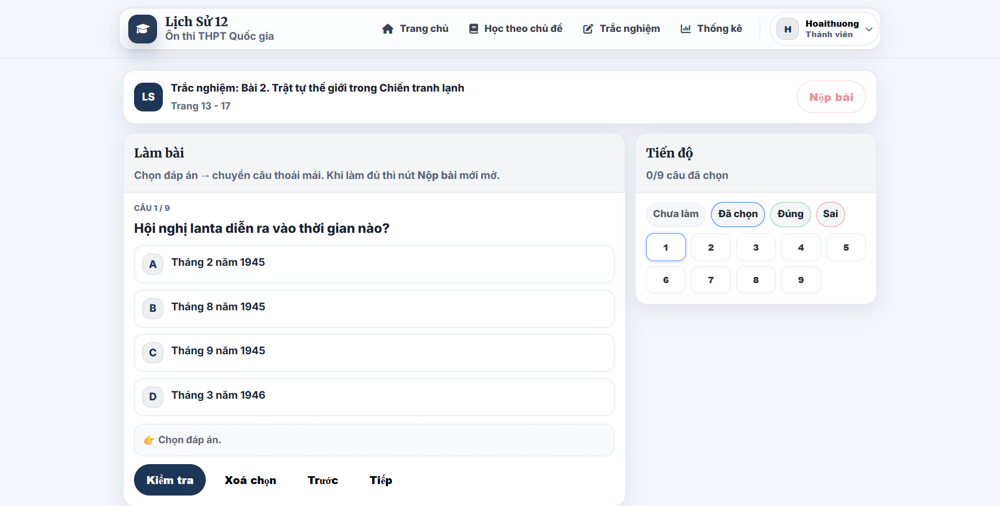 Lịch Sử 12
Ôn thi THPT Quốc gia
Trang chủ
Học theo chủ đề
Trắc nghiệm
Thống kê
H
Hoaithuong
Thành viên
LS
Trắc nghiệm: Bài 2. Trật tự thế giới trong Chiến tranh lạnh
Trang 13 - 17
Nộp bài
Làm bài
Chọn đáp án → chuyển câu thoải mái. Khi làm đủ thì nút Nộp bài mới mở.
CÂU 1 / 9
Hội nghị Ianta diễn ra vào thời gian nào?
A
Tháng 2 năm 1945
B
Tháng 8 năm 1945
C
Tháng 9 năm 1945
D
Tháng 3 năm 1946
👉 Chọn đáp án.
Kiểm tra
Xoá chọn
Trước
Tiếp
Tiến độ
0/9 câu đã chọn
Chưa làm
Đã chọn
Đúng
Sai
1 2 3 4 5
6 7 8 9